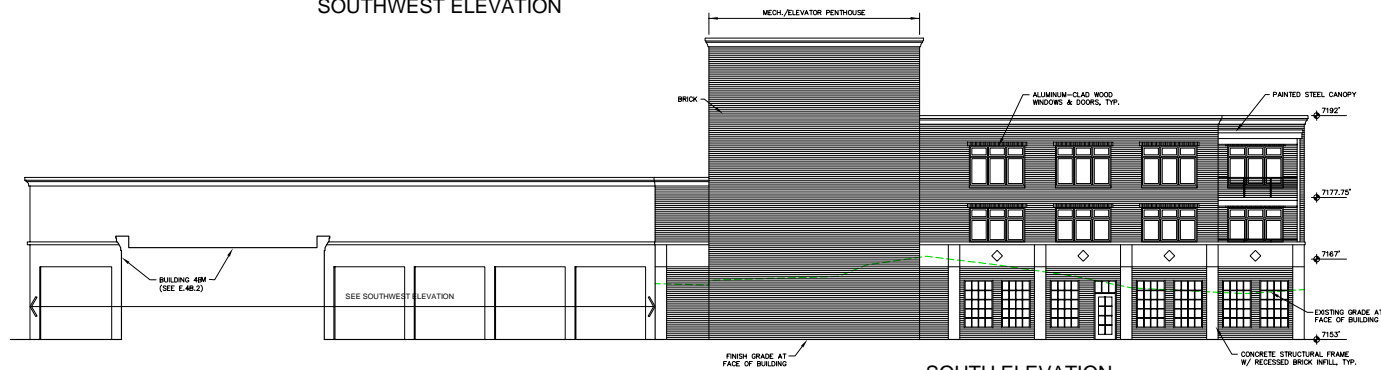 SOUTHWEST ELEVATION
MECH./ELEVATOR PENTHOUSE
BRICK
ALUMINUM-CLAD WOOD
WINDOWS & DOORS, TYP.
PAINTED STEEL CANOPY
7192'
7177.75'
7167'
BUILDING 4BM
(SEE E.4B.2)
SEE SOUTHWEST ELEVATION
EXISTING GRADE AT
FACE OF BUILDING
7153'
FINISH GRADE AT
FACE OF BUILDING
CONCRETE STRUCTURAL FRAME
W/ RECESSED BRICK INFILL, TYP.
SOUTH ELEVATION